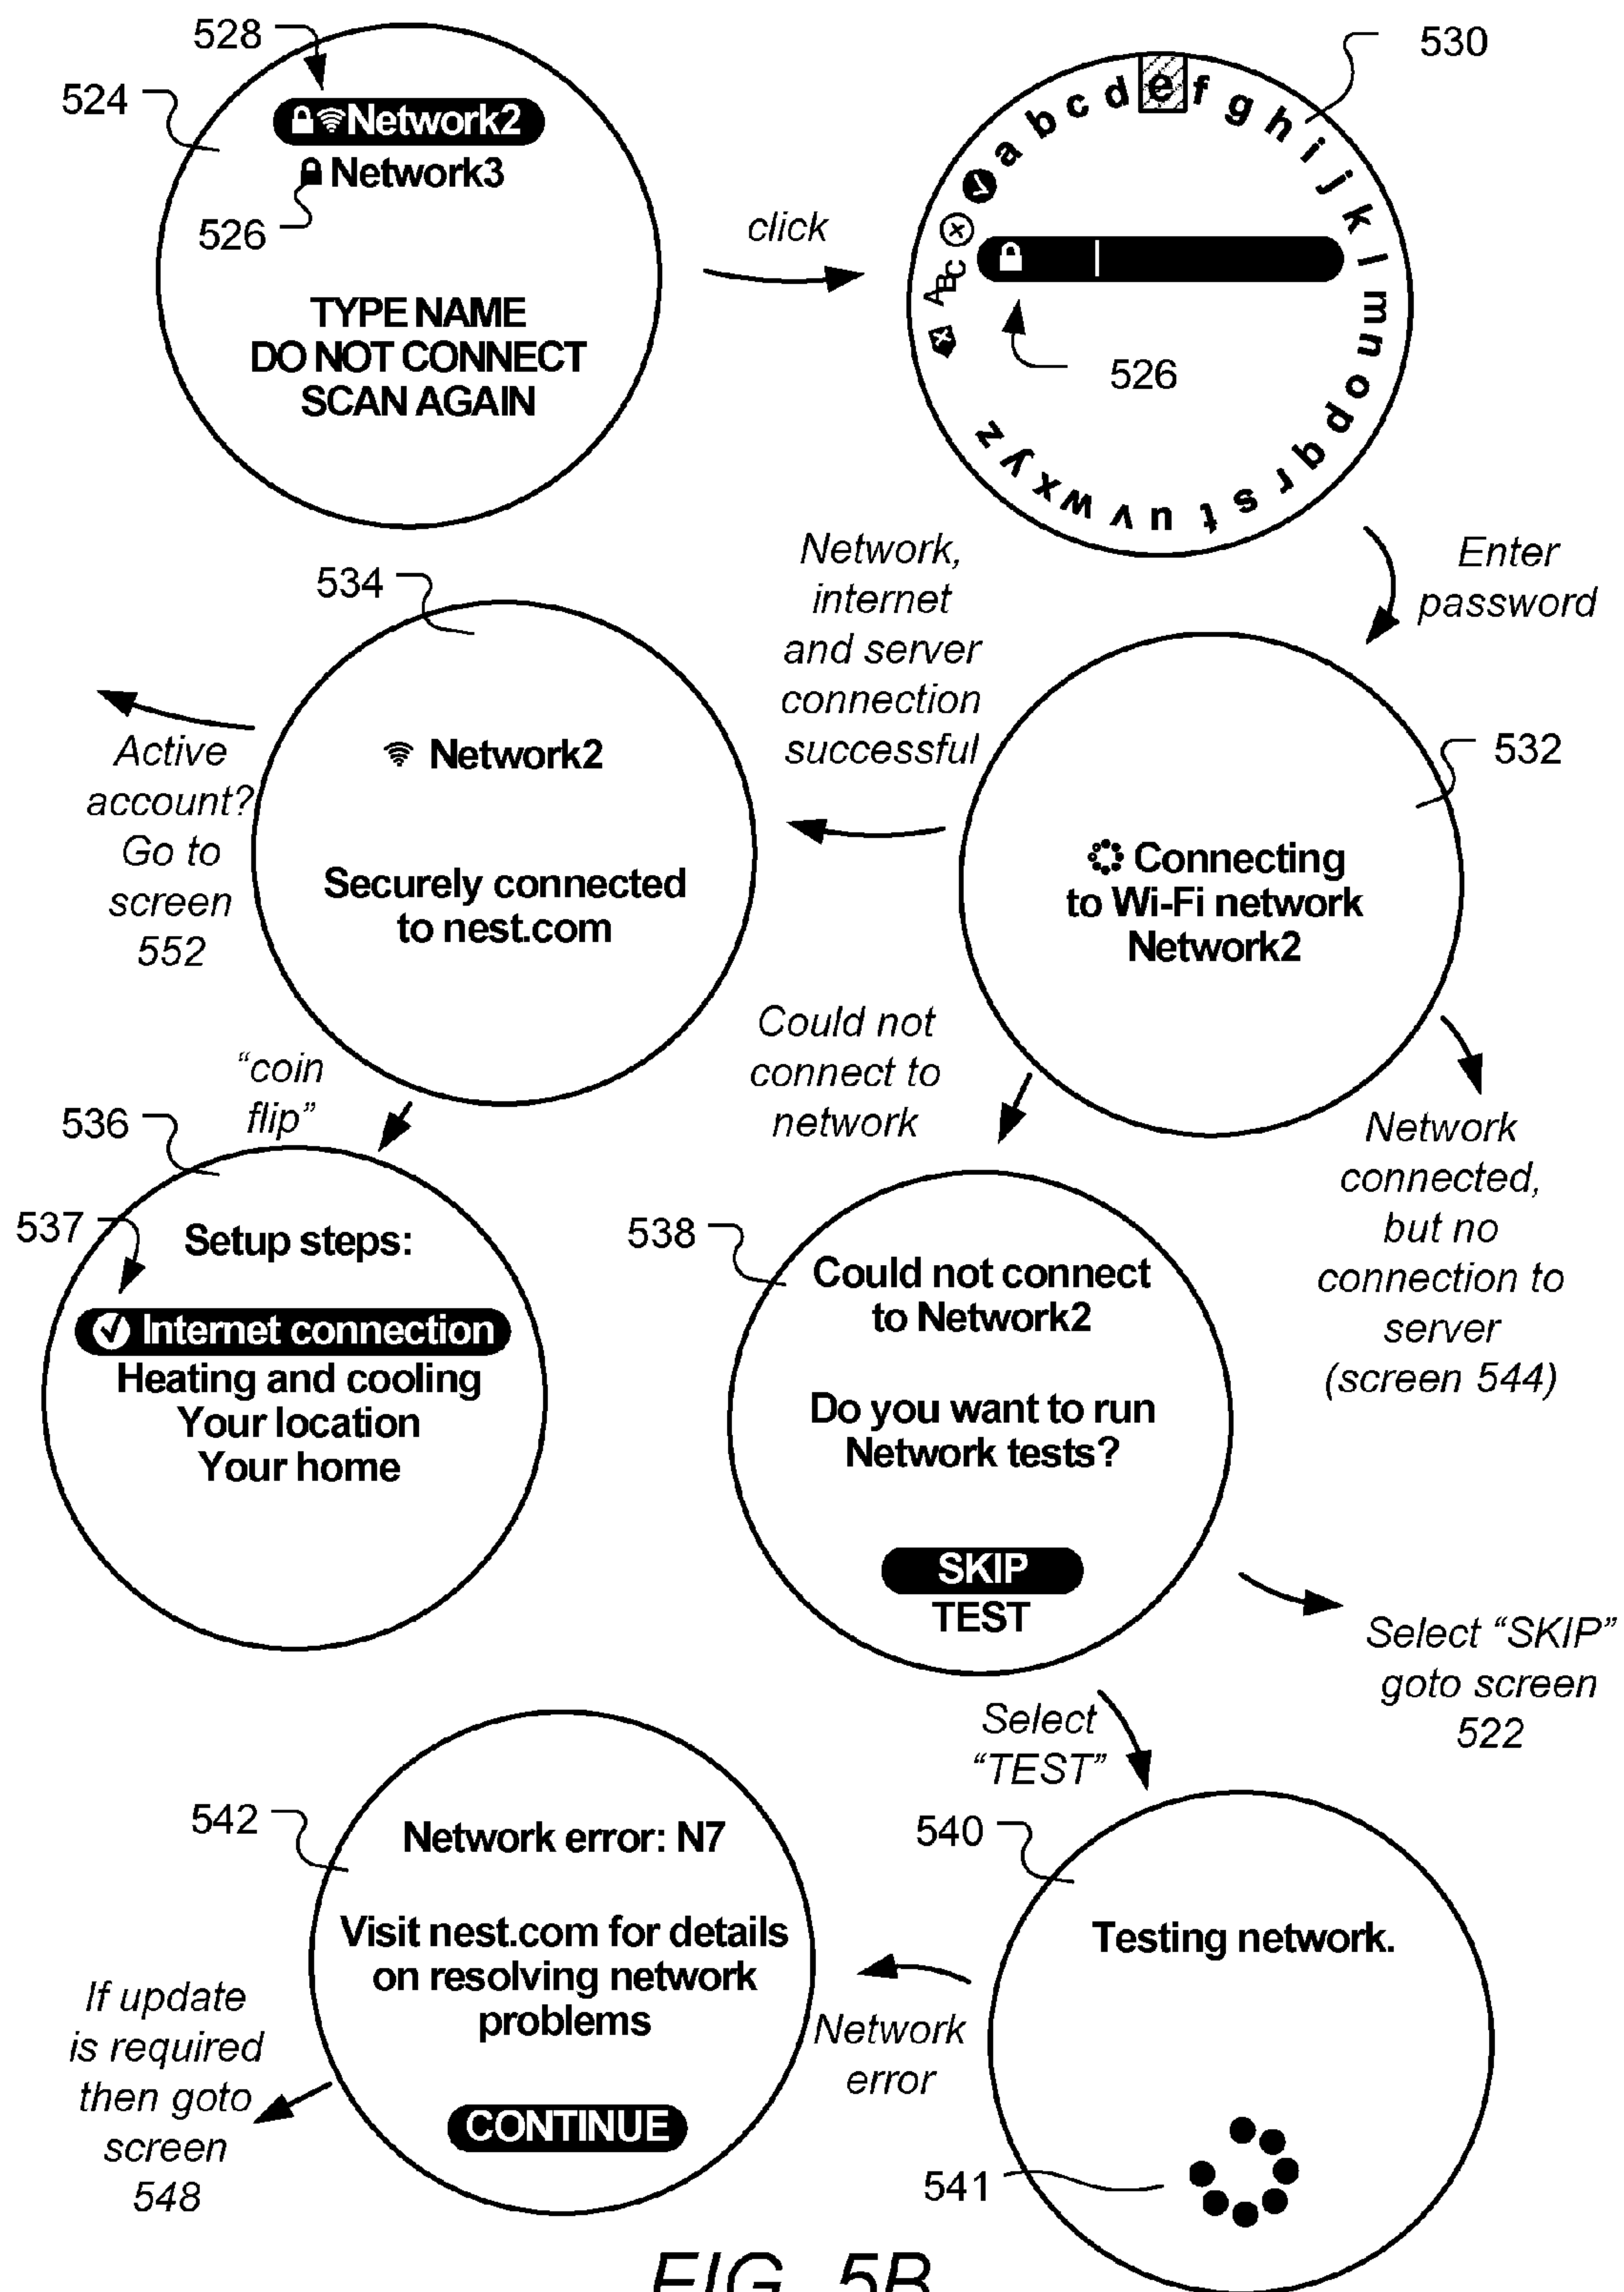 528
524
Network2
Network3
526
TYPE NAME
DO NOT CONNECT
SCAN AGAIN
click
530
a b c d e f g h i j k l m n o p q r s t u v w x y z
ABC
526
Enter
password
Network,
internet
and server
connection
successful
534
Network2
Securely connected
to nest.com
Active
account?
Go to
screen
552
532
Connecting
to Wi-Fi network
Network2
"coin
flip"
Could not
connect to
network
Network
connected,
but no
connection to
server
(screen 544)
536
537
Setup steps:
Internet connection
Heating and cooling
Your location
Your home
538
Could not connect
to Network2
Do you want to run
Network tests?
SKIP
TEST
Select “SKIP”
goto screen
522
Select
“TEST”
542
Network error: N7
Visit nest.com for details
on resolving network
problems
CONTINUE
If update
is required
then goto
screen
548
Network
error
540
Testing network.
541
FIG. 5B